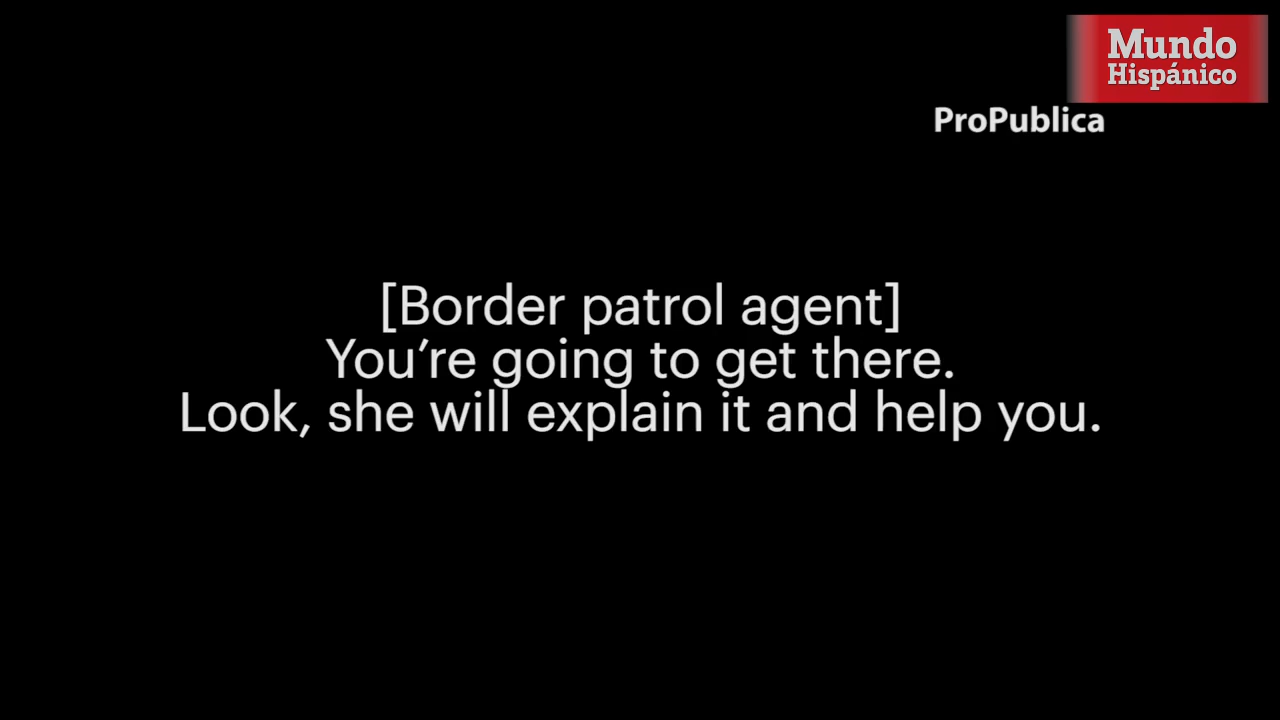 Mundo
Hispánico
ProPublica
[Border patrol agent]
You’re going to get there.
Look, she will explain it and help you.